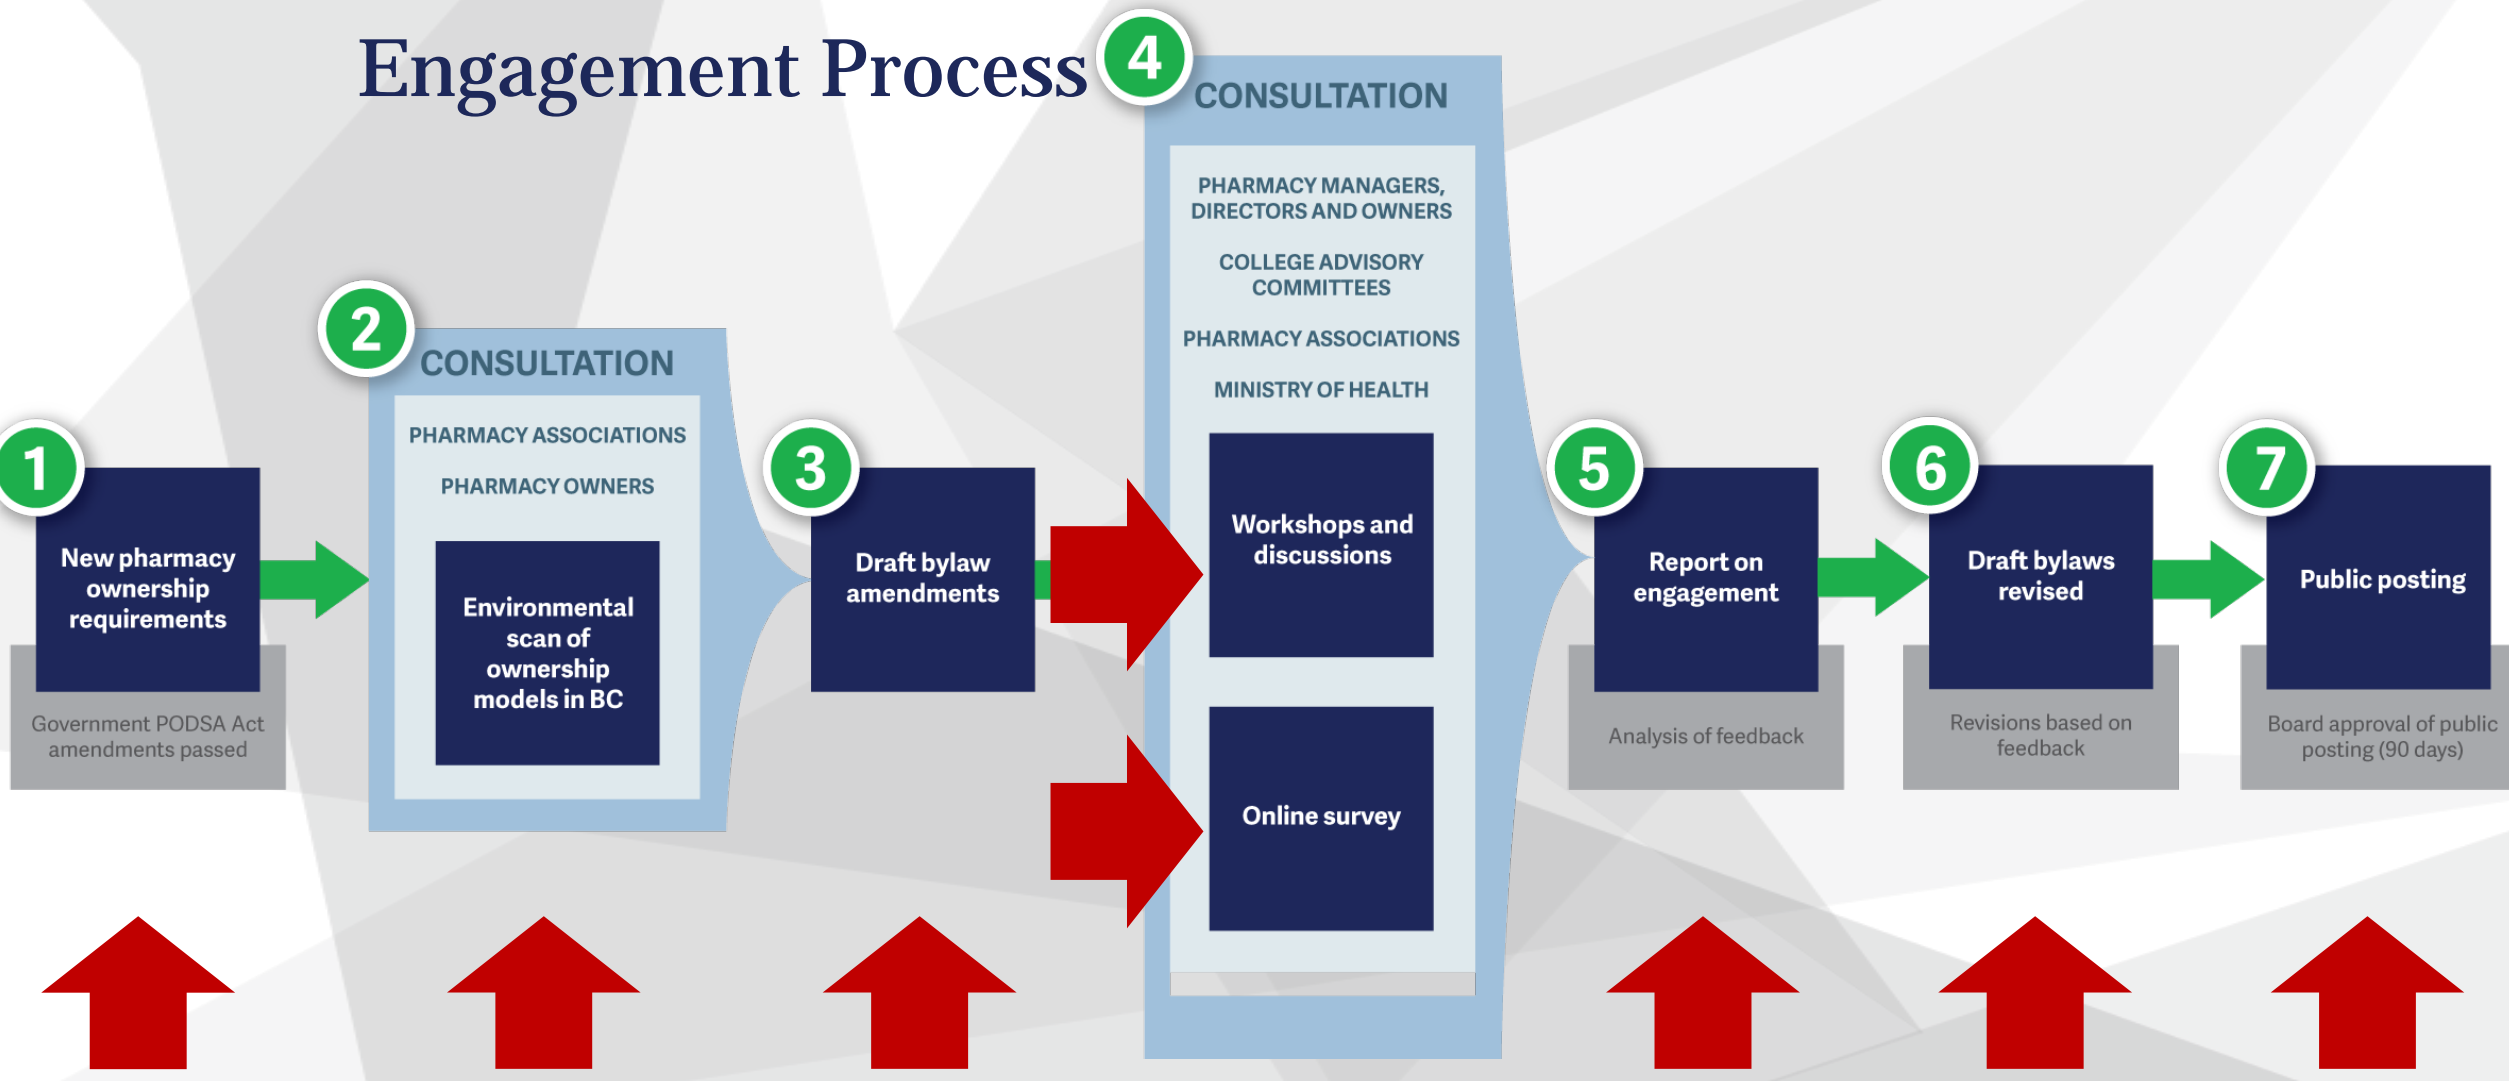 Engagement Process
1
New pharmacy
ownership
requirements
Government PODSA Act
amendments passed
2
CONSULTATION
PHARMACY ASSOCIATIONS
PHARMACY OWNERS
Environmental
scan of
ownership
models in BC
3
Draft bylaw
amendments
4
CONSULTATION
PHARMACY MANAGERS,
DIRECTORS AND OWNERS
COLLEGE ADVISORY
COMMITTEES
PHARMACY ASSOCIATIONS
MINISTRY OF HEALTH
Workshops and
discussions
Online survey
5
Report on
engagement
Analysis of feedback
6
Draft bylaws
revised
Revisions based on
feedback
7
Public posting
Board approval of public
posting (90 days)